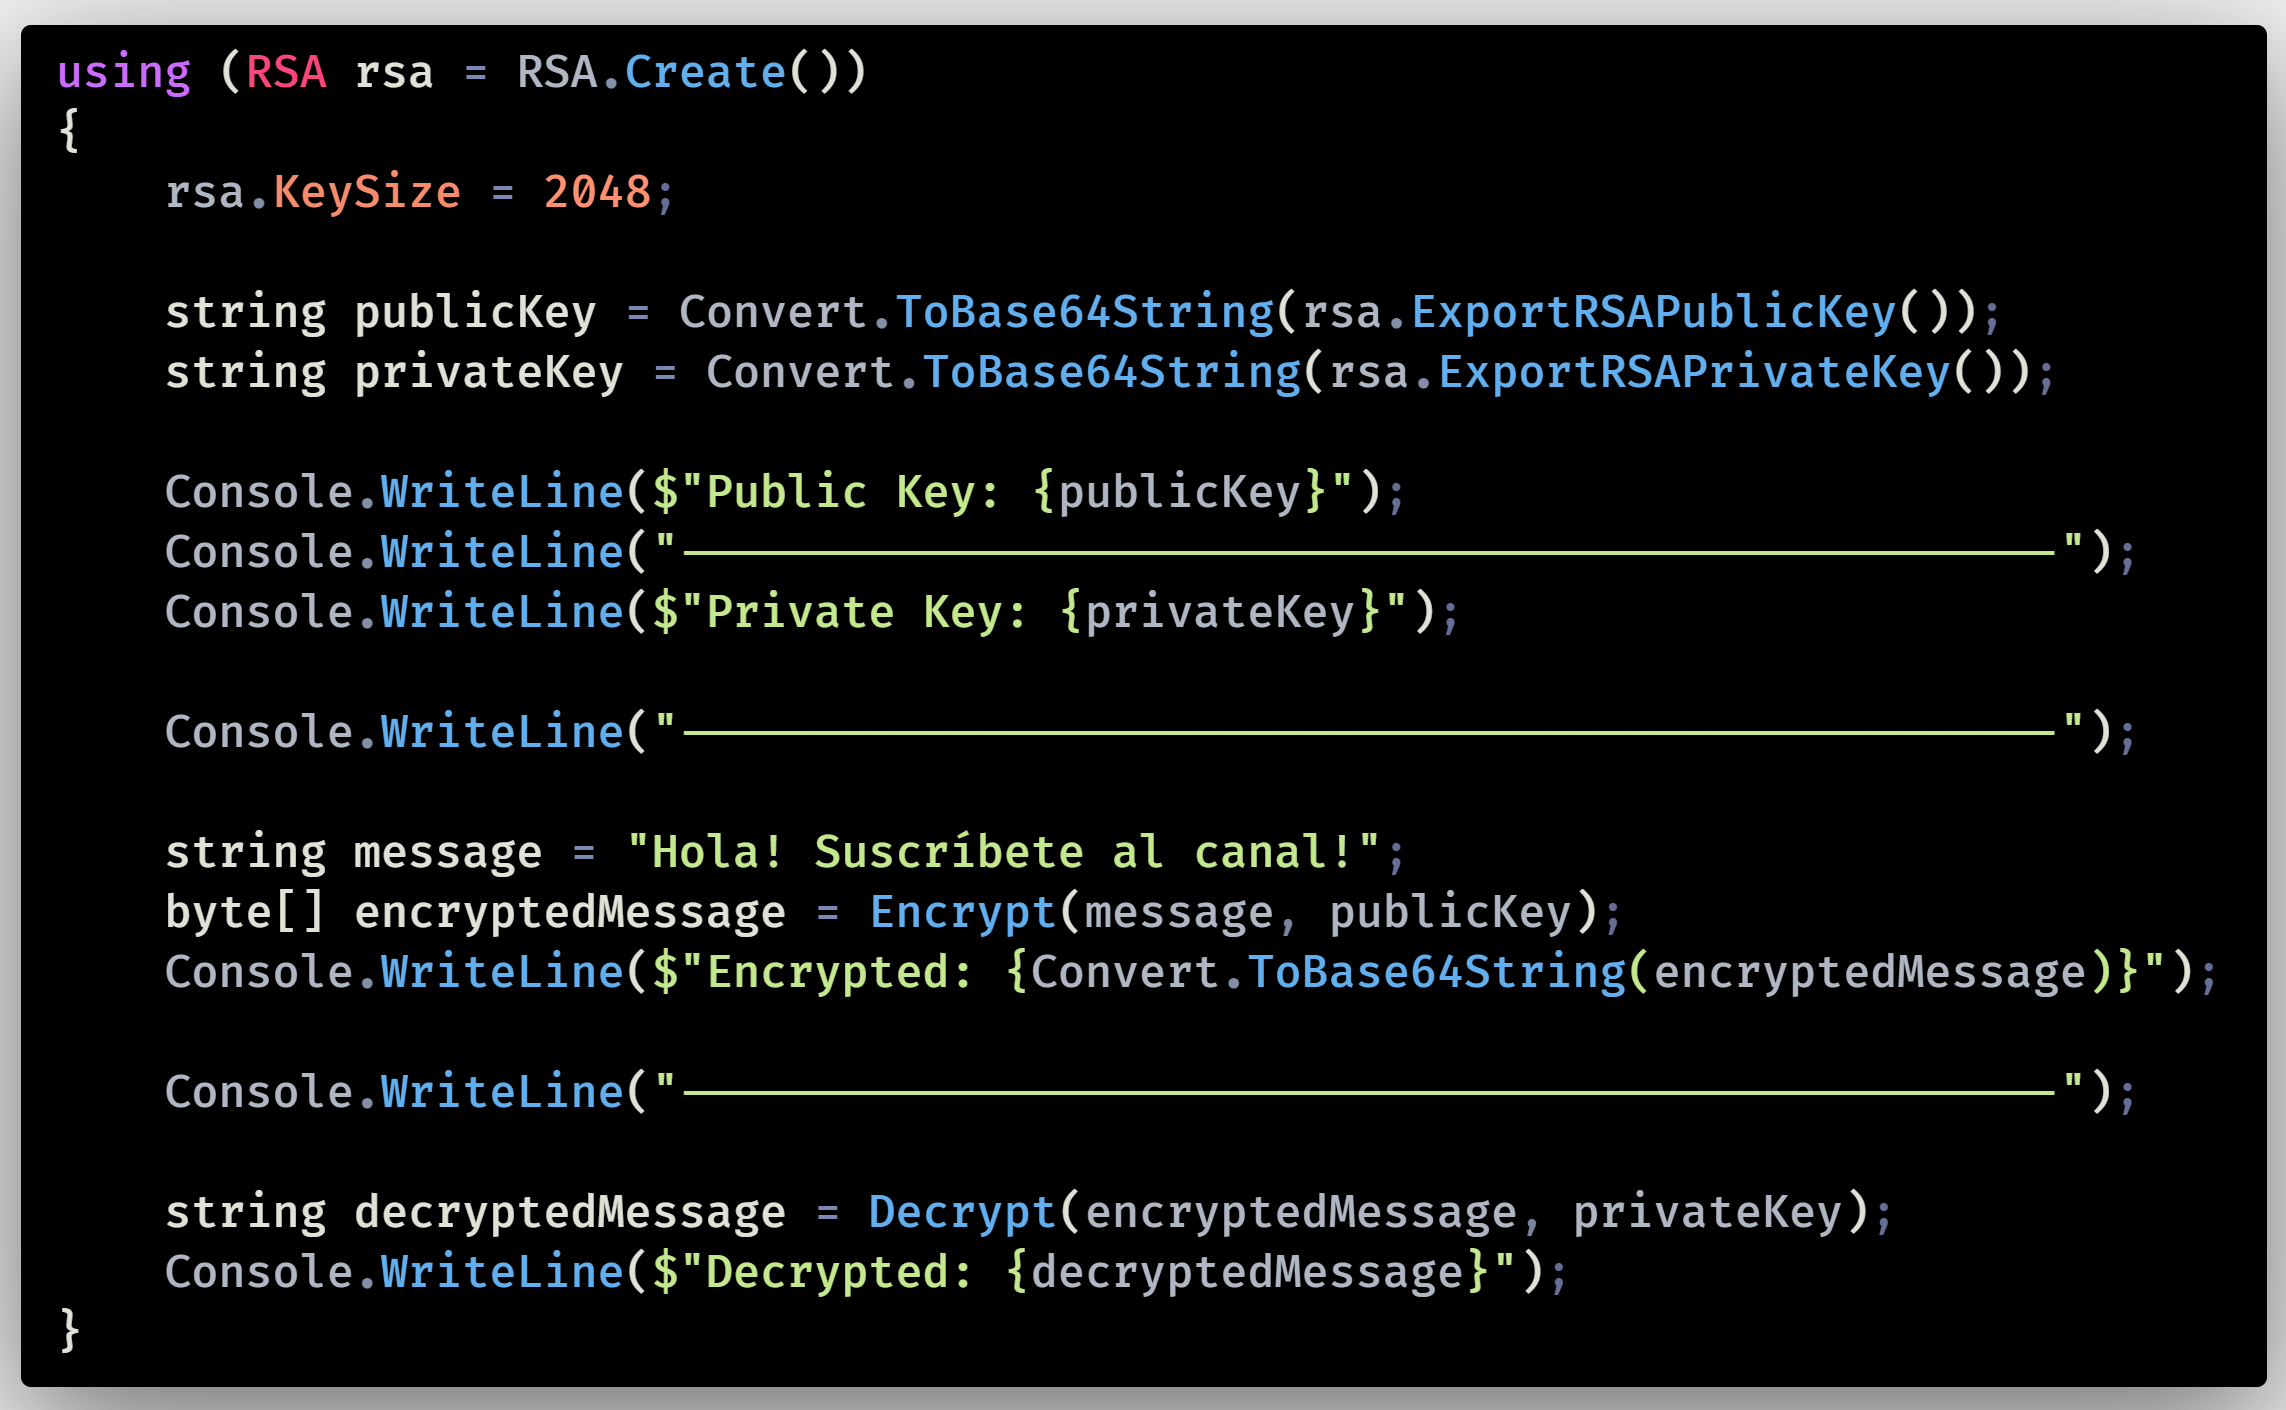 using (RSA rsa = RSA.Create())
{
    rsa.KeySize = 2048;
    string publicKey = Convert.ToBase64String(rsa.ExportRSAPublicKey());
    string privateKey = Convert.ToBase64String(rsa.ExportRSAPrivateKey());
    Console.WriteLine($"Public Key: {publicKey}");
    Console.WriteLine("---------------------------------------------------");
    Console.WriteLine($"Private Key: {privateKey}");
    Console.WriteLine("---------------------------------------------------");
    string message = "Hola! Suscríbete al canal!";
    byte[] encryptedMessage = Encrypt(message, publicKey);
    Console.WriteLine($"Encrypted: {Convert.ToBase64String(encryptedMessage)}");
    Console.WriteLine("---------------------------------------------------");
    string decryptedMessage = Decrypt(encryptedMessage, privateKey);
    Console.WriteLine($"Decrypted: {decryptedMessage}");
}